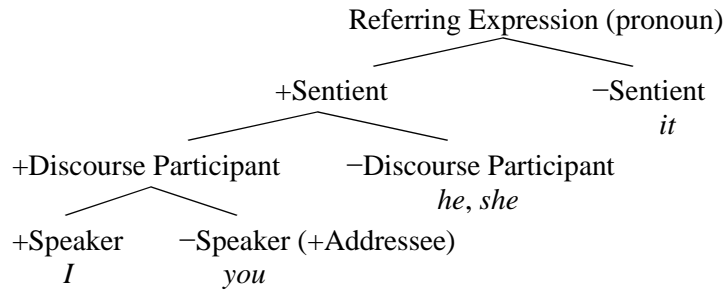 Referring Expression (pronoun)
+Sentient −Sentient
it
+Discourse Participant −Discourse Participant
he, she
+Speaker −Speaker (+Addressee)
I you